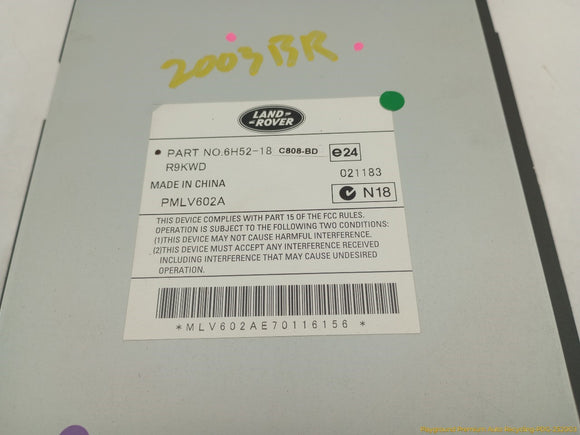 2003BR
LAND-
-ROVER
PART NO.6H52-18 C808-BD e24
R9KWD 021183
MADE IN CHINA
PMLV602A N18
THIS DEVICE COMPLIES WITH PART 15 OF THE FCC RULES.
OPERATION IS SUBJECT TO THE FOLLOWING TWO CONDITIONS:
(1)THIS DEVICE MAY NOT CAUSE HARMFUL INTERFERENCE.
(2)THIS DEVICE MUST ACCEPT ANY INTERFERENCE RECEIVED
INCLUDING INTERFERENCE THAT MAY CAUSE UNDESIRED
OPERATION.
*MLV602AE70116156*